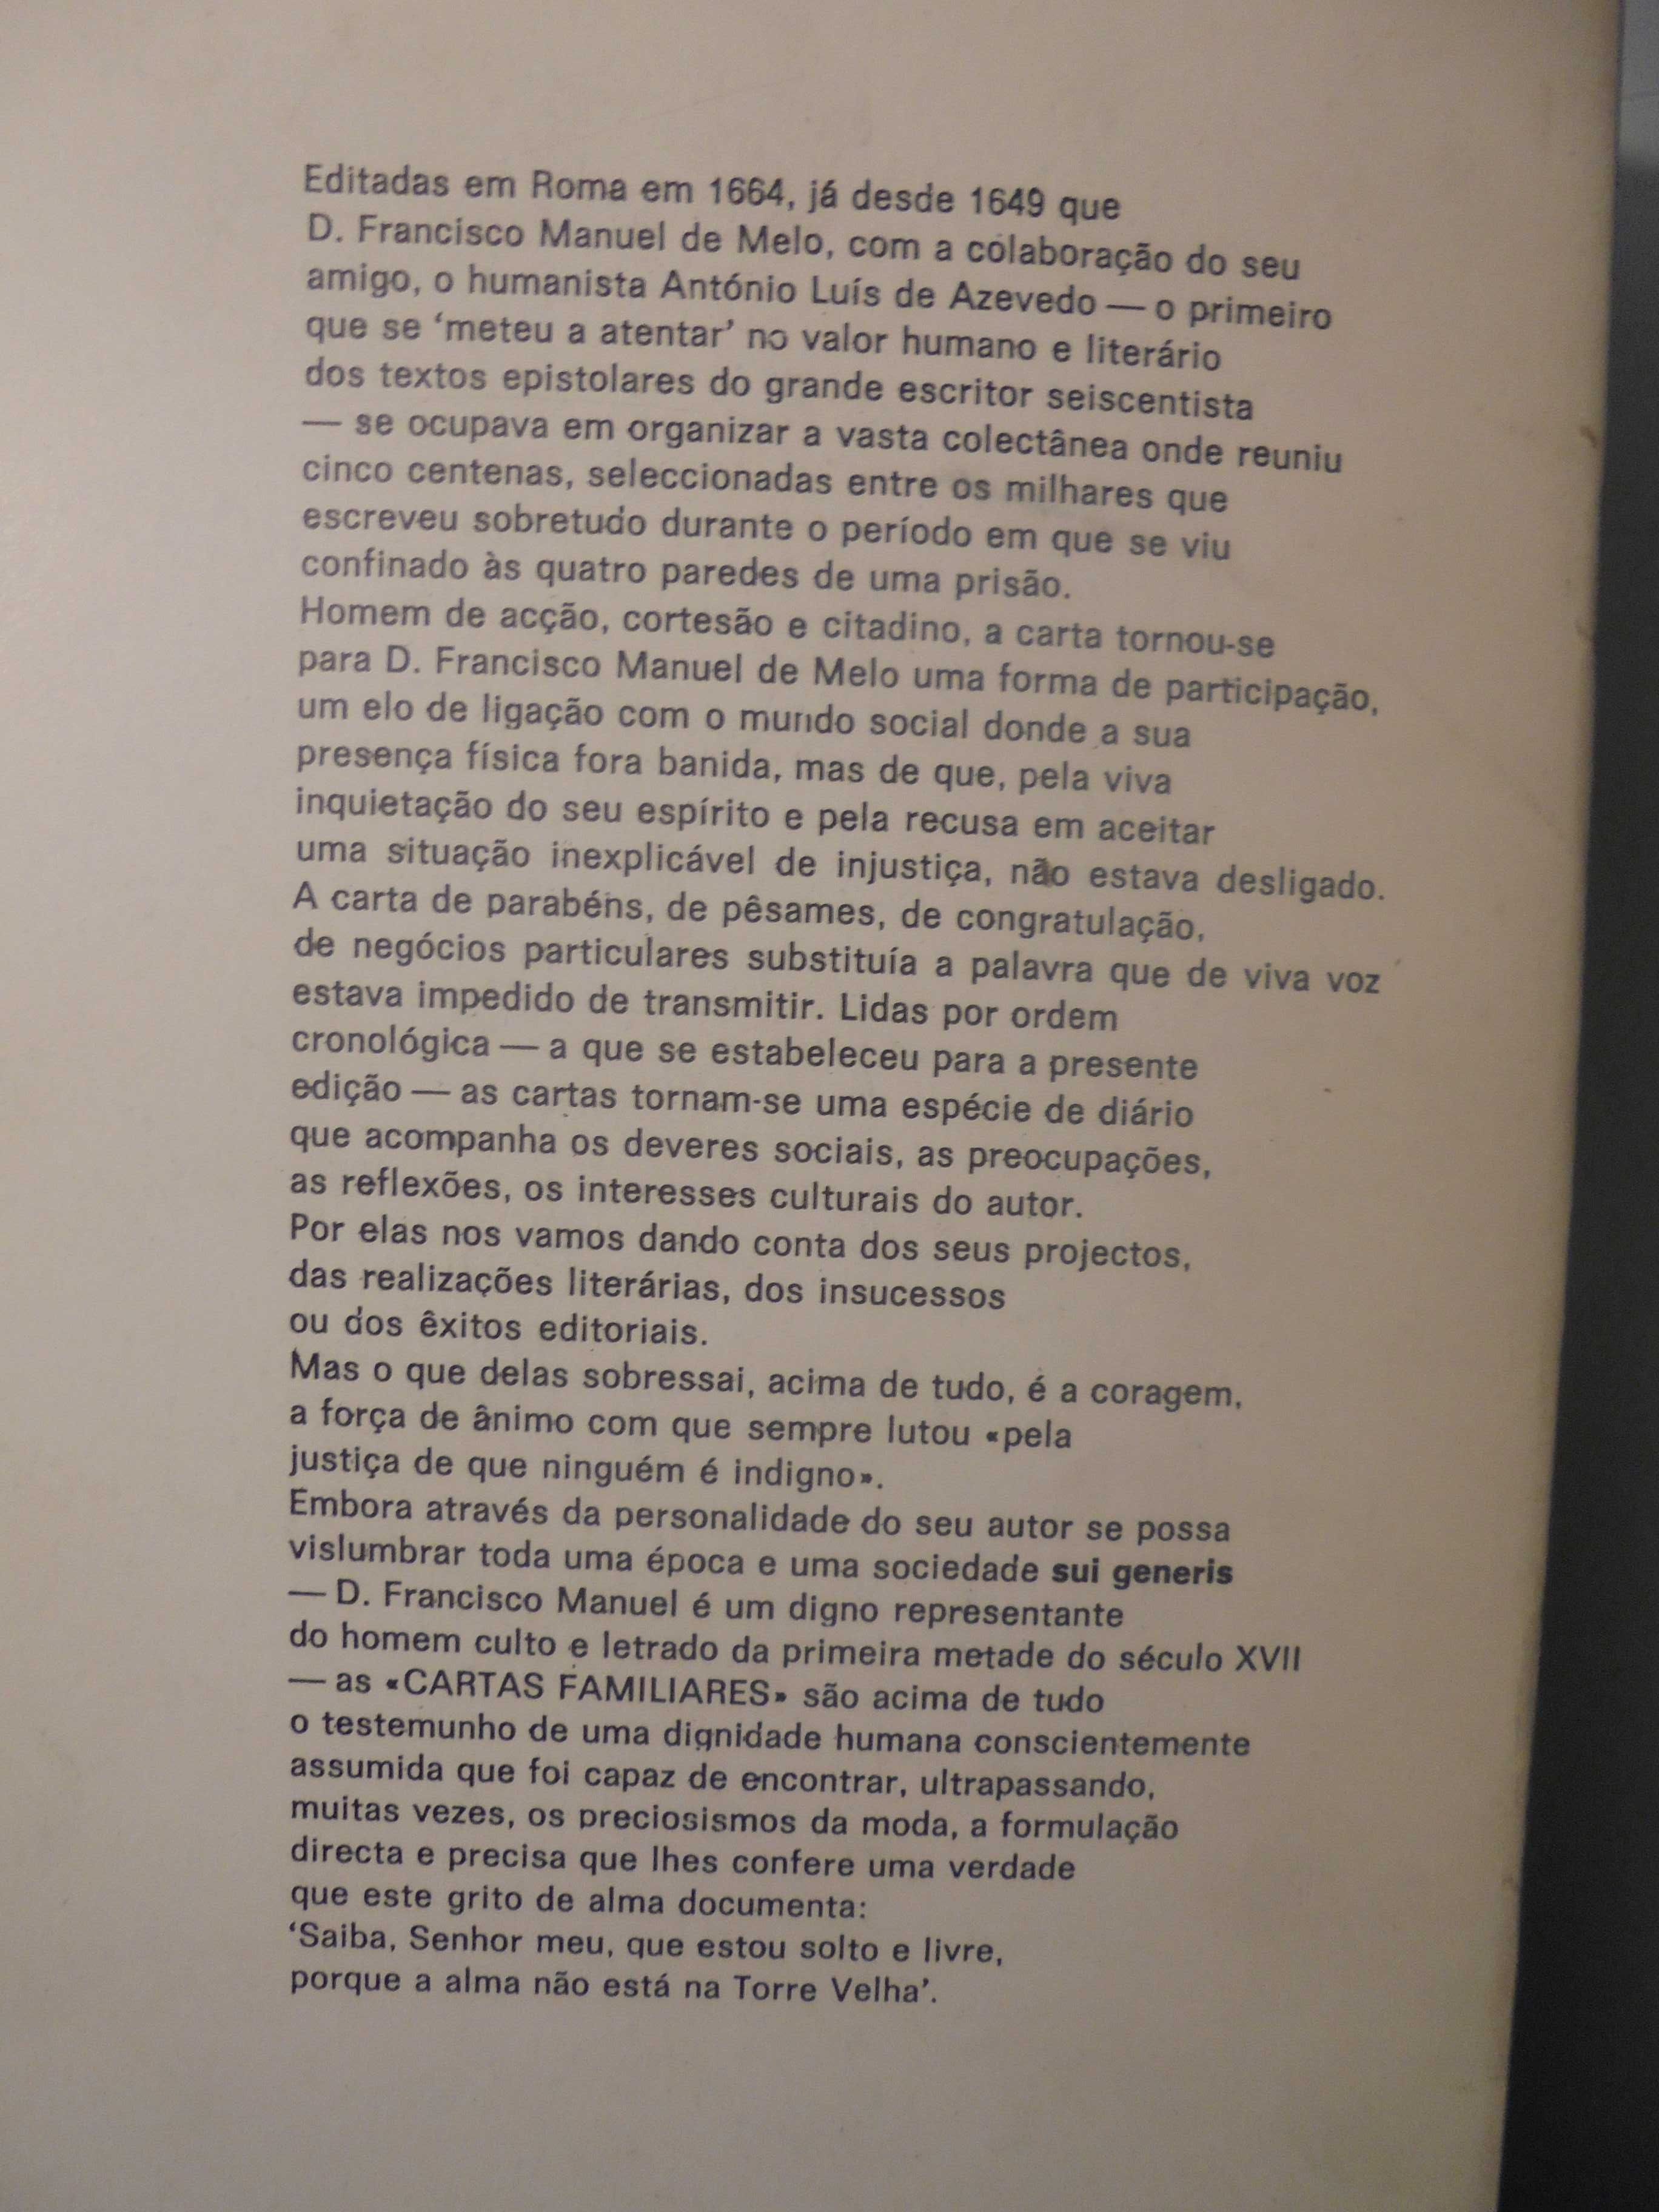 Editadas em Roma em 1664, já desde 1649 que
D. Francisco Manuel de Melo, com a colaboração do seu
amigo, o humanista António Luís de Azevedo — o primeiro
que se ‘meteu a atentar’ no valor humano e literário
dos textos epistolares do grande escritor seiscentista
— se ocupava em organizar a vasta colectânea onde reuniu
cinco centenas, seleccionadas entre os milhares que
escreveu sobretudo durante o período em que se viu
confinado às quatro paredes de uma prisão.
Homem de acção, cortesão e citadino, a carta tornou-se
para D. Francisco Manuel de Melo uma forma de participação,
um elo de ligação com o mundo social donde a sua
presença física fora banida, mas de que, pela viva
inquietação do seu espírito e pela recusa em aceitar
uma situação inexplicável de injustiça, não estava desligado.
A carta de parabéns, de pêsames, de congratulação,
de negócios particulares substituía a palavra que de viva voz
estava impedido de transmitir. Lidas por ordem
cronológica — a que se estabeleceu para a presente
edição — as cartas tornam-se uma espécie de diário
que acompanha os deveres sociais, as preocupações,
as reflexões, os interesses culturais do autor.
Por elas nos vamos dando conta dos seus projectos,
das realizações literárias, dos insucessos
ou dos êxitos editoriais.
Mas o que delas sobressai, acima de tudo, é a coragem,
a força de ânimo com que sempre lutou «pela
justiça de que ninguém é indigno».
Embora através da personalidade do seu autor se possa
vislumbrar toda uma época e uma sociedade sui generis
— D. Francisco Manuel é um digno representante
do homem culto e letrado da primeira metade do século XVII
— as «CARTAS FAMILIARES» são acima de tudo
o testemunho de uma dignidade humana conscientemente
assumida que foi capaz de encontrar, ultrapassando,
muitas vezes, os preciosismos da moda, a formulação
directa e precisa que lhes confere uma verdade
que este grito de alma documenta:
‘Saiba, Senhor meu, que estou solto e livre,
porque a alma não está na Torre Velha’.